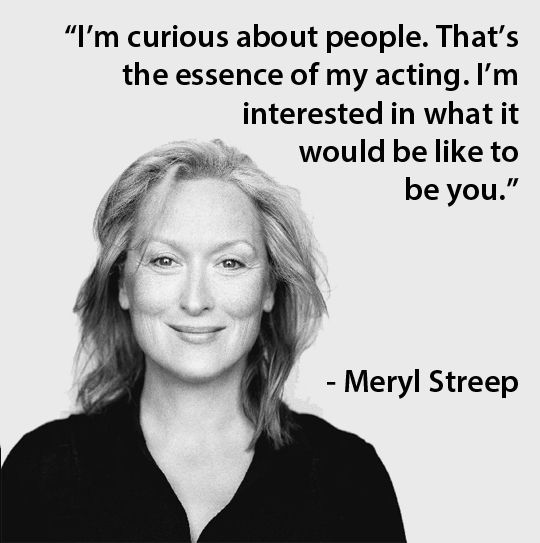 “I’m curious about people. That’s
the essence of my acting. I’m
interested in what it
would be like to
be you.”
- Meryl Streep